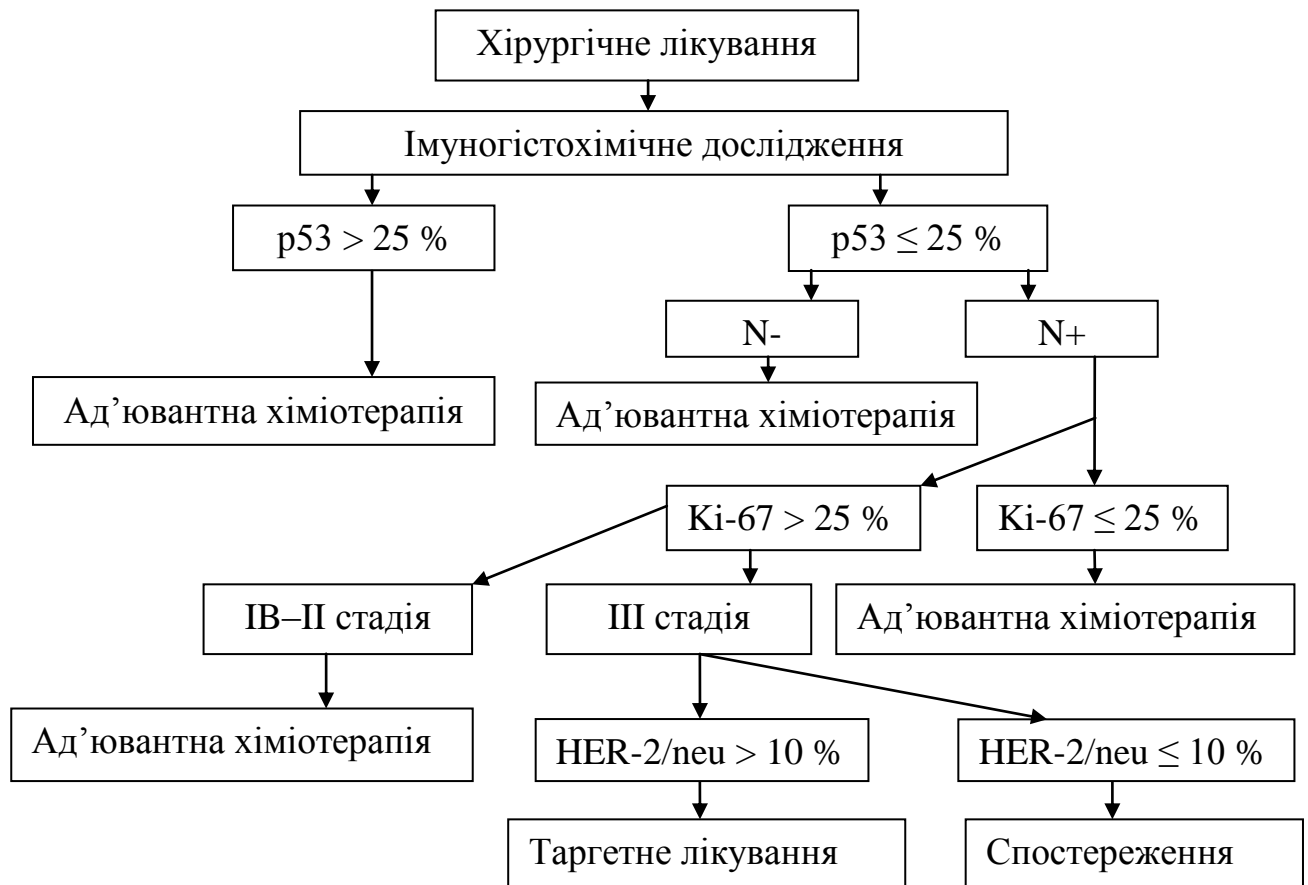 Хірургічне лікування
Імуногістохімічне дослідження
p53 > 25 %
p53 ≤ 25 %
N-
N+
Ад’ювантна хіміотерапія
Ад’ювантна хіміотерапія
Ki-67 > 25 %
Ki-67 ≤ 25 %
IB–II стадія
III стадія
Ад’ювантна хіміотерапія
Ад’ювантна хіміотерапія
HER-2/neu > 10 %
HER-2/neu ≤ 10 %
Таргетне лікування
Спостереження